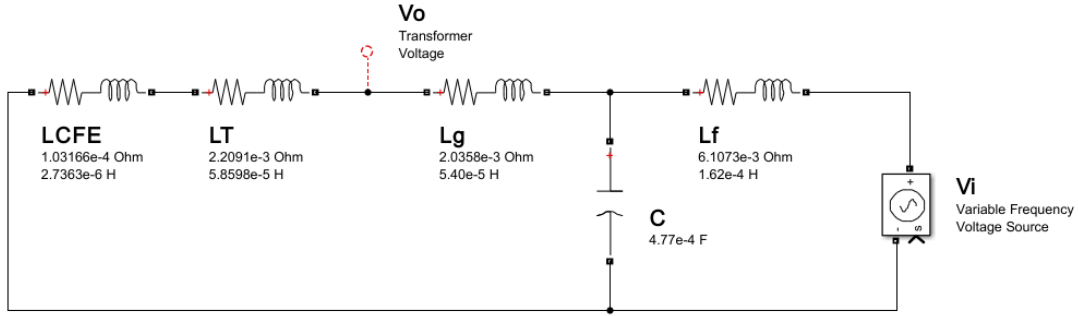 Vo
Transformer
Voltage
LCFE
1.03166e-4 Ohm
2.7363e-6 H
LT
2.2091e-3 Ohm
5.8598e-5 H
Lg
2.0358e-3 Ohm
5.40e-5 H
Lf
6.1073e-3 Ohm
1.62e-4 H
C
4.77e-4 F
+
-
s
Vi
Variable Frequency
Voltage Source